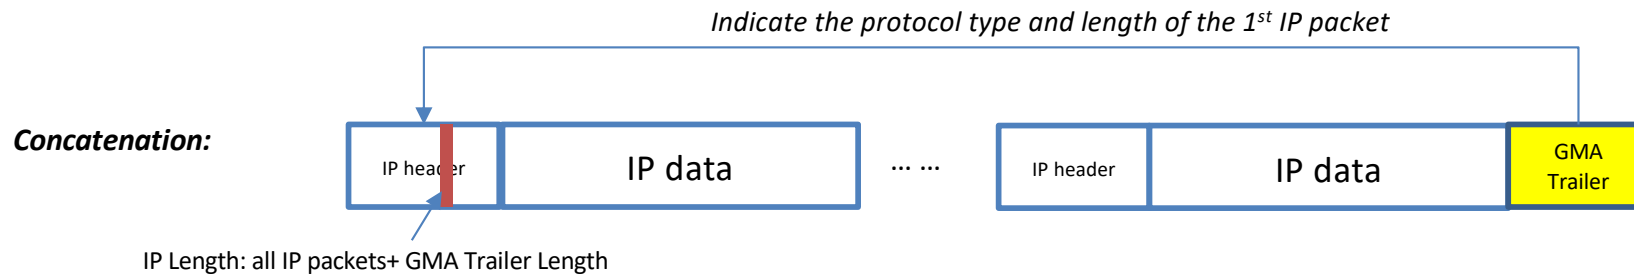 Indicate the protocol type and length of the 1st IP packet
Concatenation:
IP header
IP data
... ...
IP header
IP data
GMA
Trailer
IP Length: all IP packets+ GMA Trailer Length